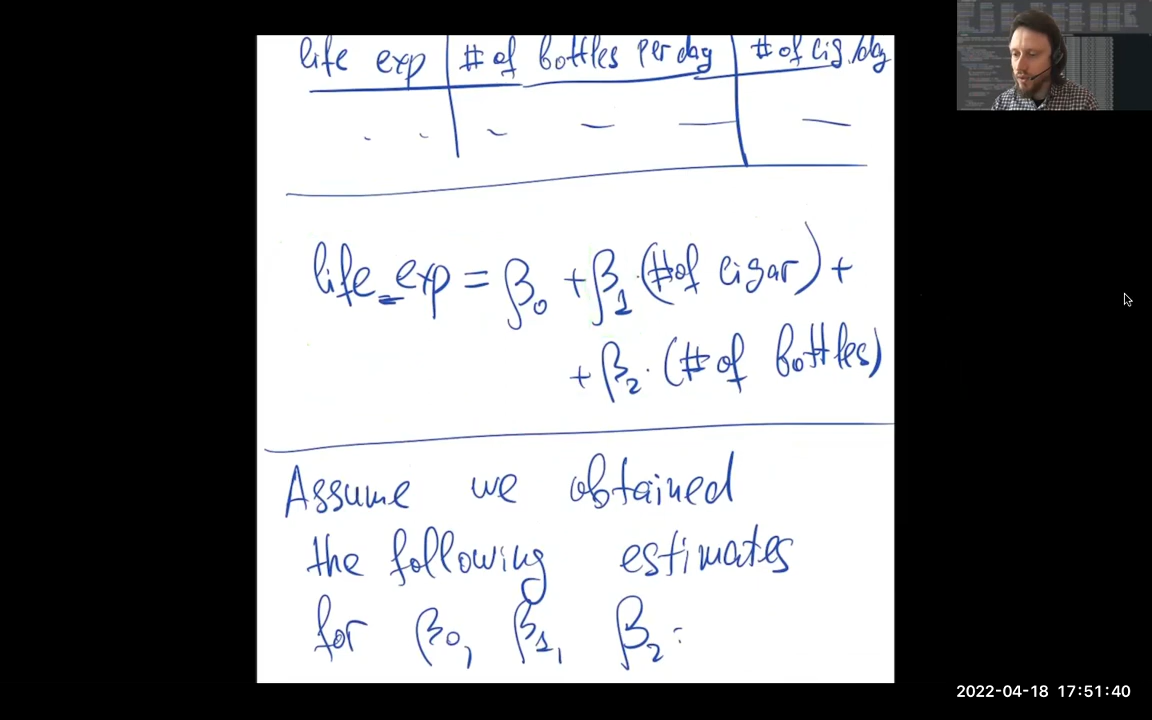 life exp # of bottles per day # of cig/day
life_exp = β₀ + β₁·(# of cigar) +
+ β₂·(# of bottles)
Assume we obtained
the following estimates
for β₀, β₁, β₂:
2022-04-18 17:51:40